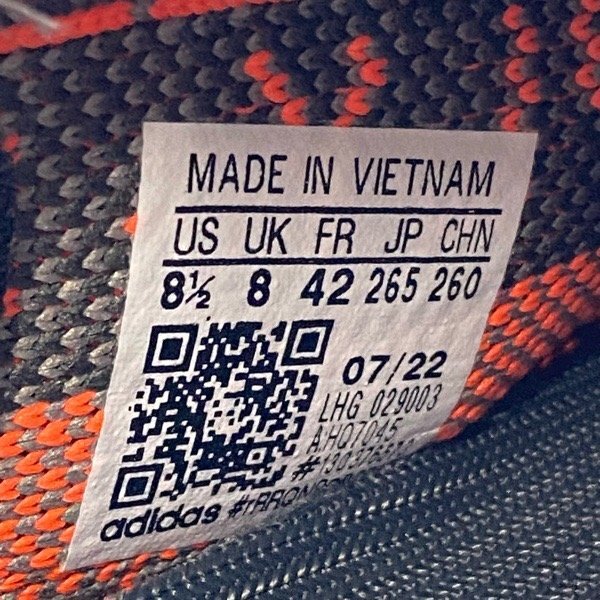 MADE IN VIETNAM
US UK FR JP CHN
8½ 8 42 265 260
07/22
LHG 029003
AHQ7045
adidas